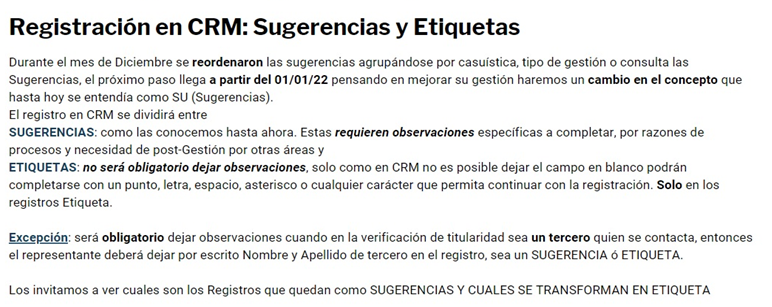 Registración en CRM: Sugerencias y Etiquetas
Durante el mes de Diciembre se reordenaron las sugerencias agrupándose por casuística, tipo de gestión o consulta las
Sugerencias, el próximo paso llega a partir del 01/01/22 pensando en mejorar su gestión haremos un cambio en el concepto que
hasta hoy se entendía como SU (Sugerencias).
El registro en CRM se dividirá entre
SUGERENCIAS: como las conocemos hasta ahora. Estas requieren observaciones específicas a completar, por razones de
procesos y necesidad de post-Gestión por otras áreas y
ETIQUETAS: no será obligatorio dejar observaciones, solo como en CRM no es posible dejar el campo en blanco podrán
completarse con un punto, letra, espacio, asterisco o cualquier carácter que permita continuar con la registración. Solo en los
registros Etiqueta.
Excepción: será obligatorio dejar observaciones cuando en la verificación de titularidad sea un tercero quien se contacta, entonces
el representante deberá dejar por escrito Nombre y Apellido de tercero en el registro, sea un SUGERENCIA ó ETIQUETA.
Los invitamos a ver cuales son los Registros que quedan como SUGERENCIAS Y CUALES SE TRANSFORMAN EN ETIQUETA